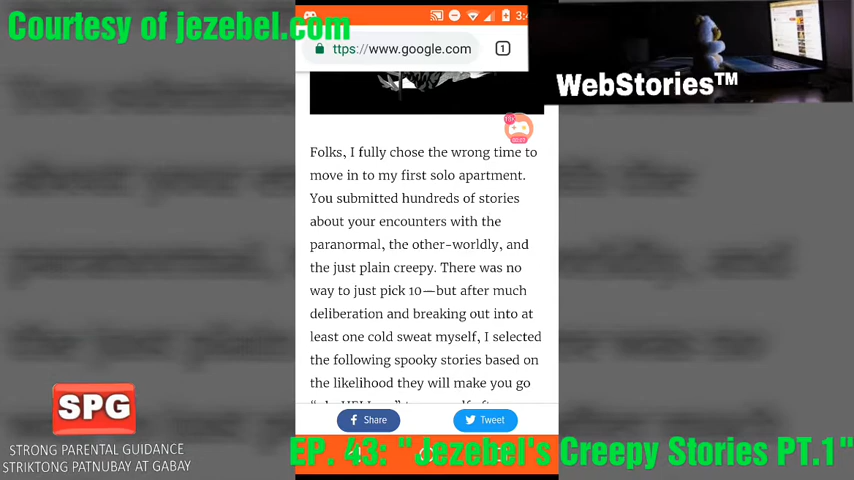 Courtesy of jezebel.com
3:4
ttps://www.google.com
1
WebStories™
18+
Folks, I fully chose the wrong time to
move in to my first solo apartment.
You submitted hundreds of stories
about your encounters with the
paranormal, the other-worldly, and
the just plain creepy. There was no
way to just pick 10—but after much
deliberation and breaking out into at
least one cold sweat myself, I selected
the following spooky stories based on
the likelihood they will make you go
Share
Tweet
SPG
STRONG PARENTAL GUIDANCE
STRIKTONG PATNUBAY AT GABAY
EP. 43: "Jezebel's Creepy Stories PT.1"